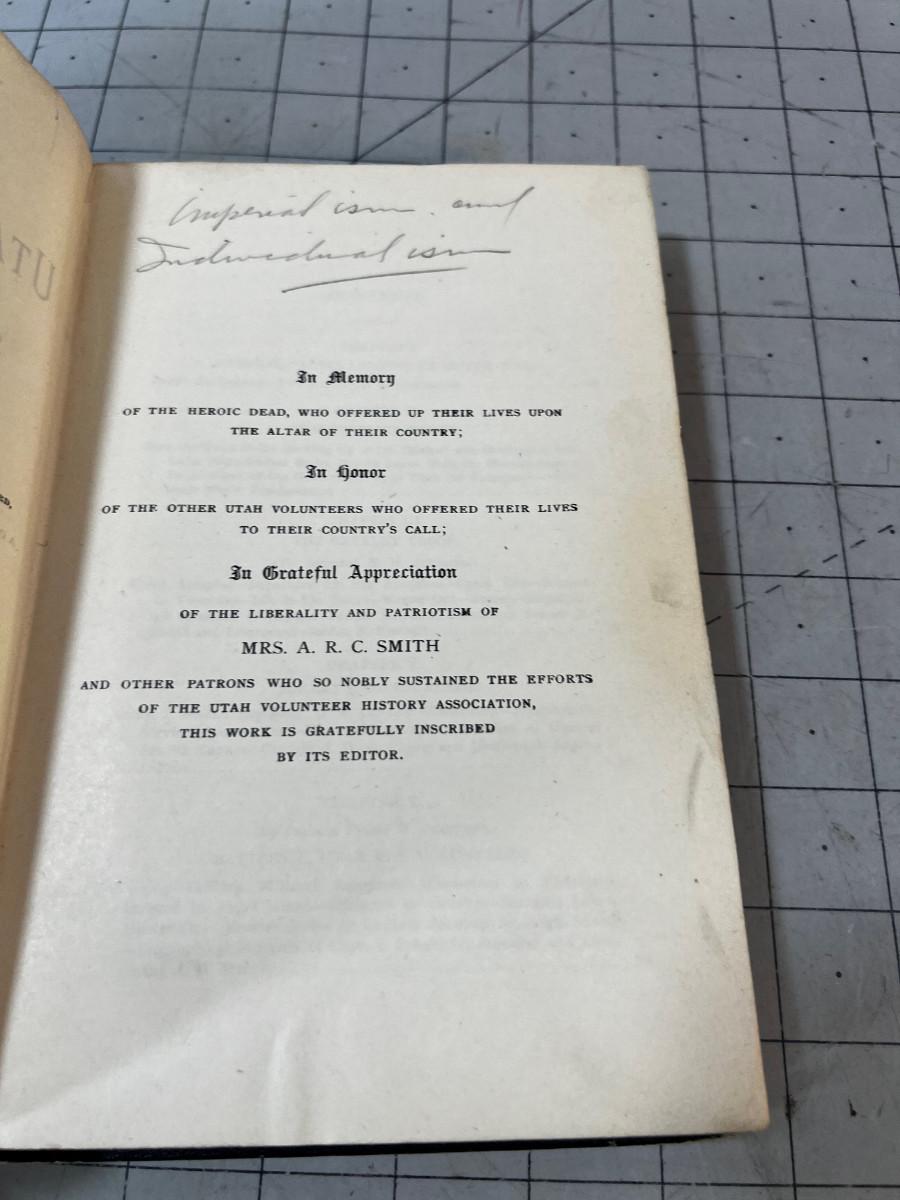 Imperialism. and
Individualism
In Memory
OF THE HEROIC DEAD, WHO OFFERED UP THEIR LIVES UPON
THE ALTAR OF THEIR COUNTRY;
In Honor
OF THE OTHER UTAH VOLUNTEERS WHO OFFERED THEIR LIVES
TO THEIR COUNTRY'S CALL;
In Grateful Appreciation
OF THE LIBERALITY AND PATRIOTISM OF
MRS. A. R. C. SMITH
AND OTHER PATRONS WHO SO NOBLY SUSTAINED THE EFFORTS
OF THE UTAH VOLUNTEER HISTORY ASSOCIATION,
THIS WORK IS GRATEFULLY INSCRIBED
BY ITS EDITOR.